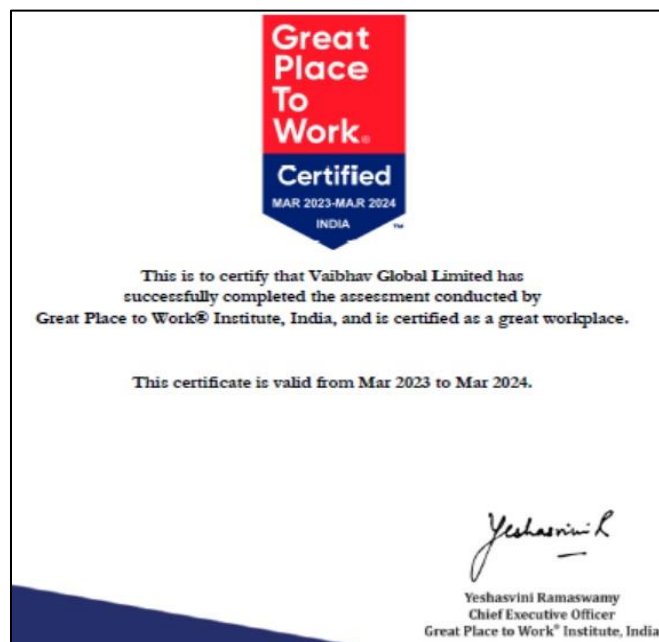 Great
Place
To
Work®
Certified
MAR 2023-MAR 2024
INDIA
™
This is to certify that Vaibhav Global Limited has
successfully completed the assessment conducted by
Great Place to Work® Institute, India, and is certified as a great workplace.
This certificate is valid from Mar 2023 to Mar 2024.
Yeshasvini R
Yeshasvini Ramaswamy
Chief Executive Officer
Great Place to Work® Institute, India